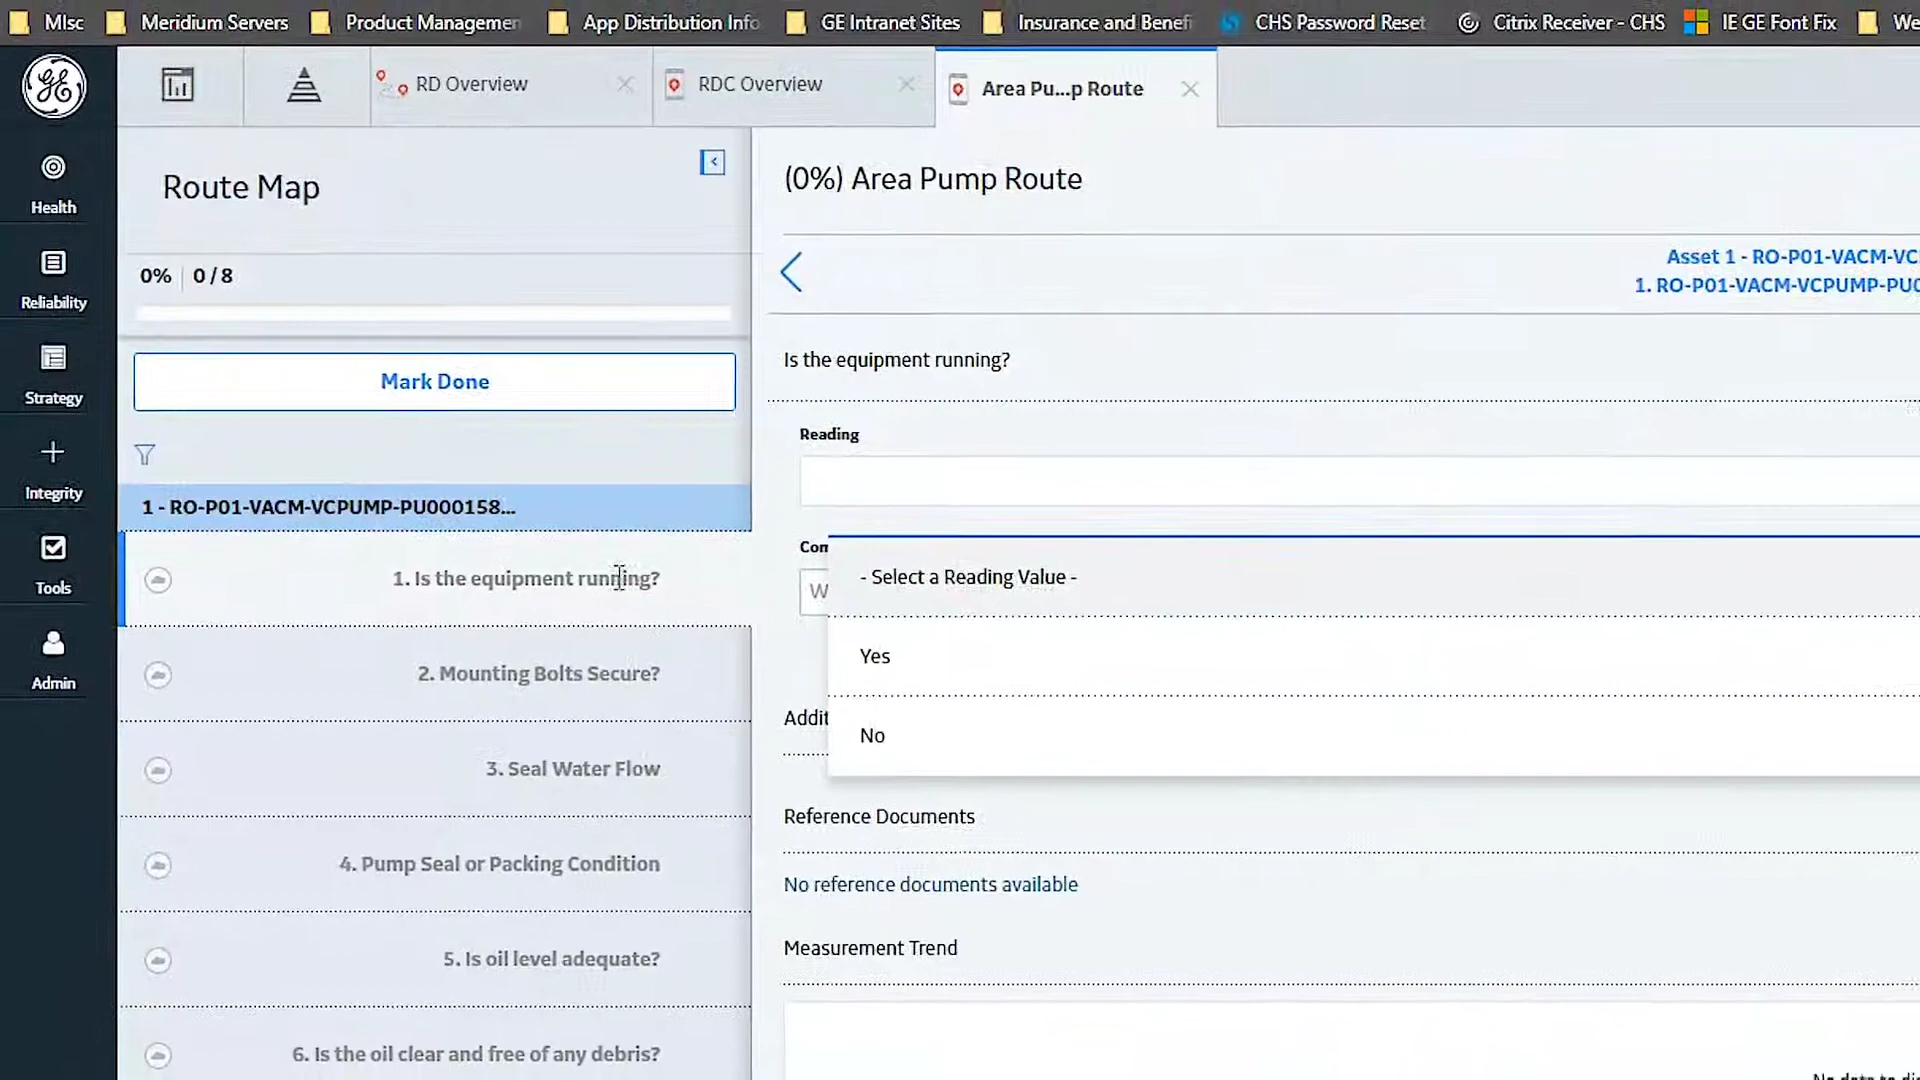 MIsc
Meridium Servers
Product Managemen
App Distribution Info
GE Intranet Sites
Insurance and Benefi
CHS Password Reset
Citrix Receiver - CHS
IE GE Font Fix
We
RD Overview
RDC Overview
Area Pu...p Route
Health
Reliability
Strategy
Integrity
Tools
Admin
Route Map
0% 0 / 8
Mark Done
1 - RO-P01-VACM-VCPUMP-PU000158...
1. Is the equipment running?
2. Mounting Bolts Secure?
3. Seal Water Flow
4. Pump Seal or Packing Condition
5. Is oil level adequate?
6. Is the oil clear and free of any debris?
(0%) Area Pump Route
Asset 1 - RO-P01-VACM-VC
1. RO-P01-VACM-VCPUMP-PU0
Is the equipment running?
Reading
Com
W
- Select a Reading Value -
Yes
No
Addit
Reference Documents
No reference documents available
Measurement Trend